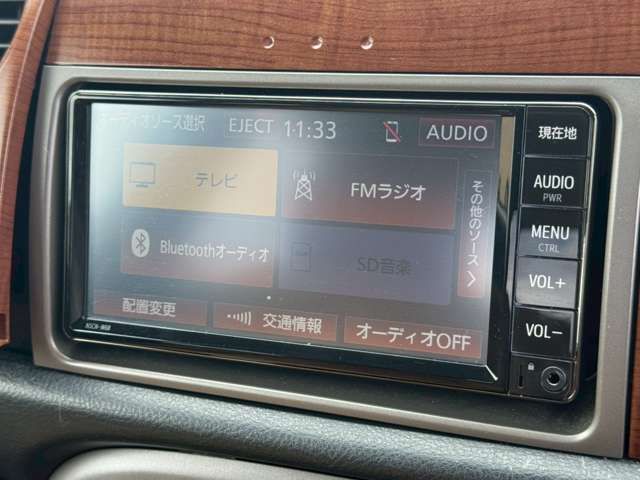 オーディオソース選択 EJECT 11:33 AUDIO
テレビ
FMラジオ
Bluetoothオーディオ
SD音楽
その他のソース
配置変更
交通情報
オーディオOFF
現在地
AUDIO
PWR
MENU
CTRL
VOL+
VOL−